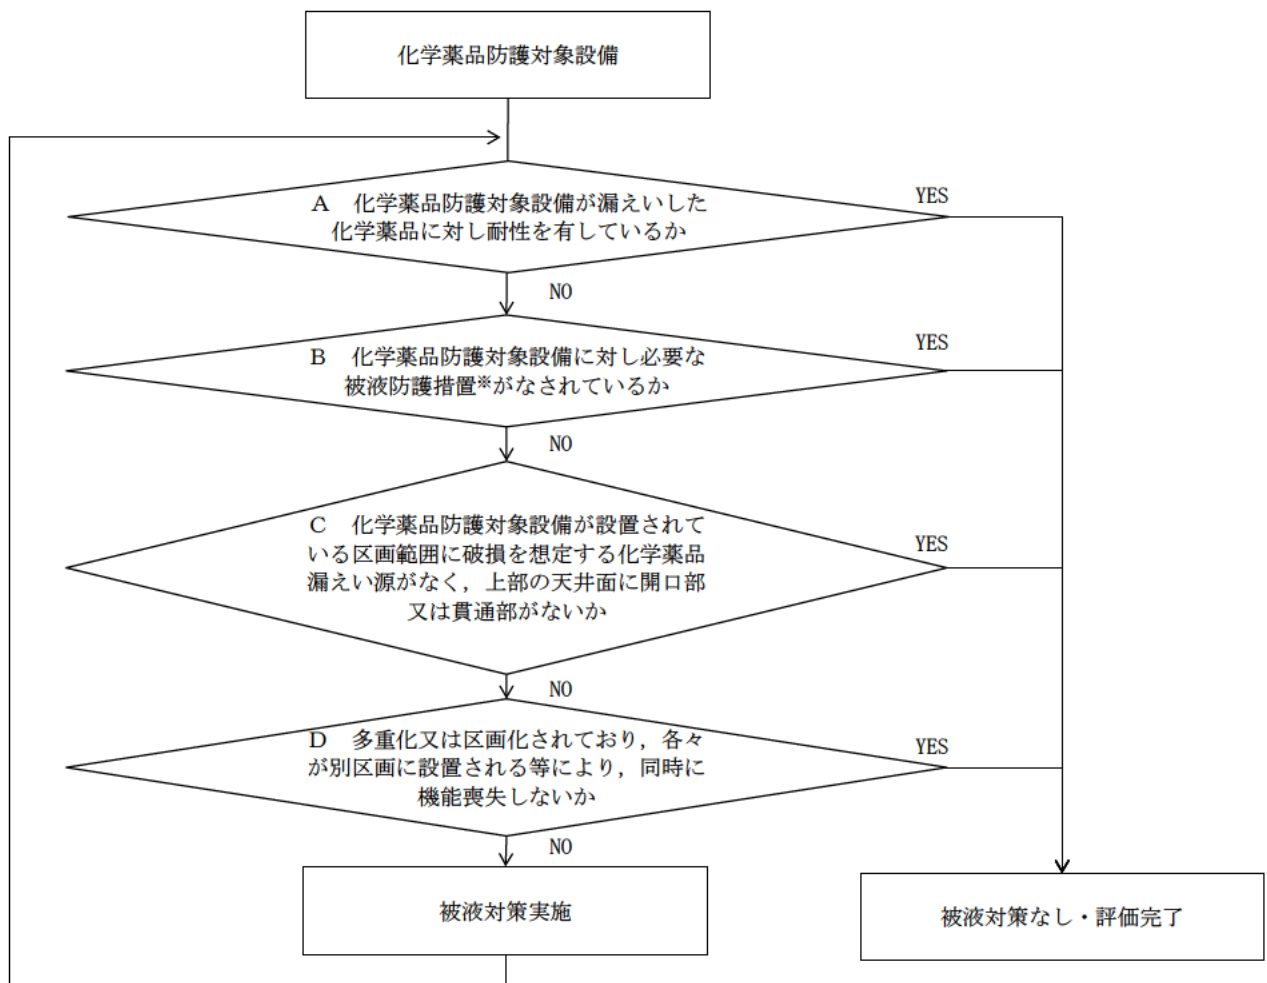 化学薬品防護対象設備
A　化学薬品防護対象設備が漏えいした
化学薬品に対し耐性を有しているか
YES
NO
B　化学薬品防護対象設備に対し必要な
被液防護措置※がなされているか
YES
NO
C　化学薬品防護対象設備が設置されて
いる区画範囲に破損を想定する化学薬品
漏えい源がなく，上部の天井面に開口部
又は貫通部がないか
YES
NO
D　多重化又は区画化されており，各々
が別区画に設置される等により，同時に
機能喪失しないか
YES
NO
被液対策実施
被液対策なし・評価完了